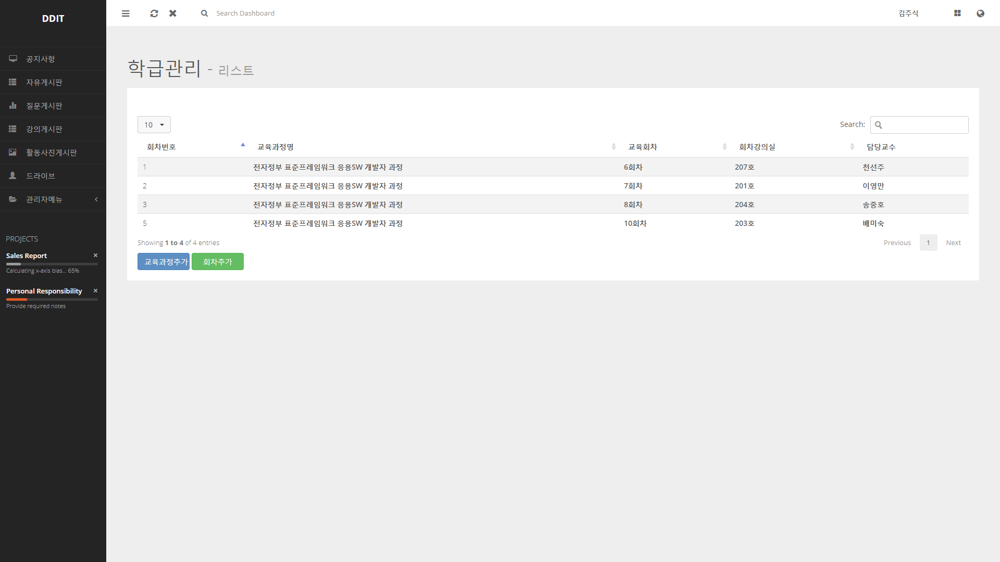 DDIT
Search Dashboard
김주식
공지사항
자유게시판
질문게시판
강의게시판
활동사진게시판
드라이브
관리자메뉴
PROJECTS
Sales Report
Calculating x-axis bias... 65%
Personal Responsibility
Provide required notes
학급관리 - 리스트
10
Search:
회차번호 교육과정명 교육회차 회차강의실 담당교수
1 전자정부 표준프레임워크 응용SW 개발자 과정 6회차 207호 천선주
2 전자정부 표준프레임워크 응용SW 개발자 과정 7회차 201호 이영만
3 전자정부 표준프레임워크 응용SW 개발자 과정 8회차 204호 송중호
5 전자정부 표준프레임워크 응용SW 개발자 과정 10회차 203호 배미숙
Showing 1 to 4 of 4 entries
Previous 1 Next
교육과정추가 회차추가